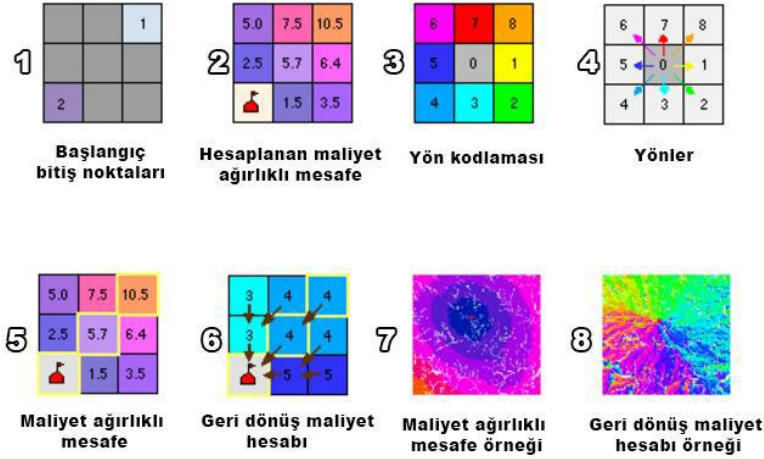 1
1
2
Başlangıç
bitiş noktaları
2
5.0 7.5 10.5
2.5 5.7 6.4
1.5 3.5
Hesaplanan maliyet
ağırlıklı mesafe
3
6 7 8
5 0 1
4 3 2
Yön kodlaması
4
6 7 8
5 0 1
4 3 2
Yönler
5
5.0 7.5 10.5
2.5 5.7 6.4
1.5 3.5
Maliyet ağırlıklı
mesafe
6
3 4 4
3 4 4
5 5
Geri dönüş maliyet
hesabı
7
Maliyet ağırlıklı
mesafe örneği
8
Geri dönüş maliyet
hesabı örneği